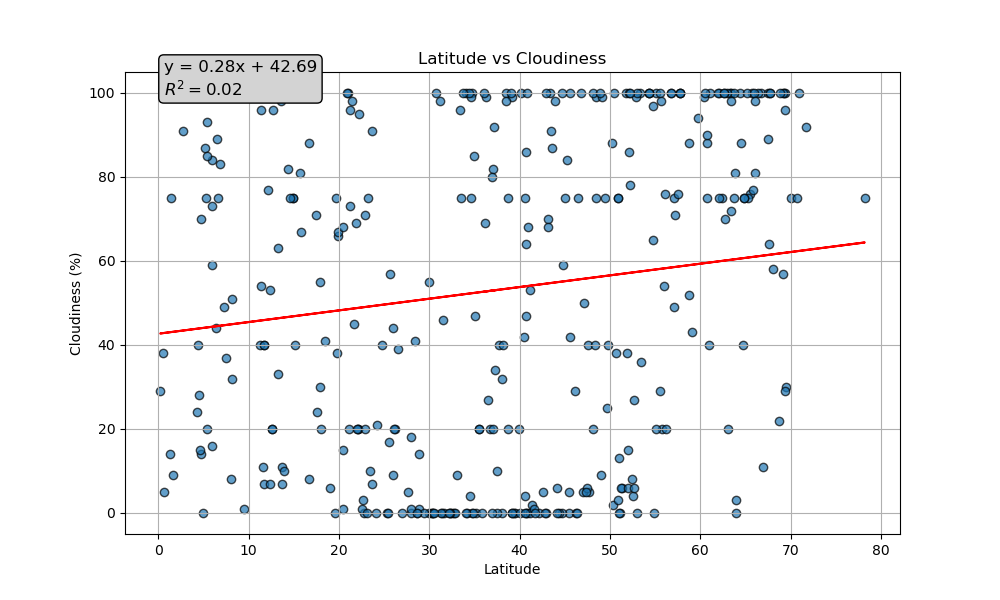 Latitude vs Cloudiness
y = 0.28x + 42.69
R² = 0.02
Cloudiness (%)
100
80
60
40
20
0
0 10 20 30 40 50 60 70 80
Latitude